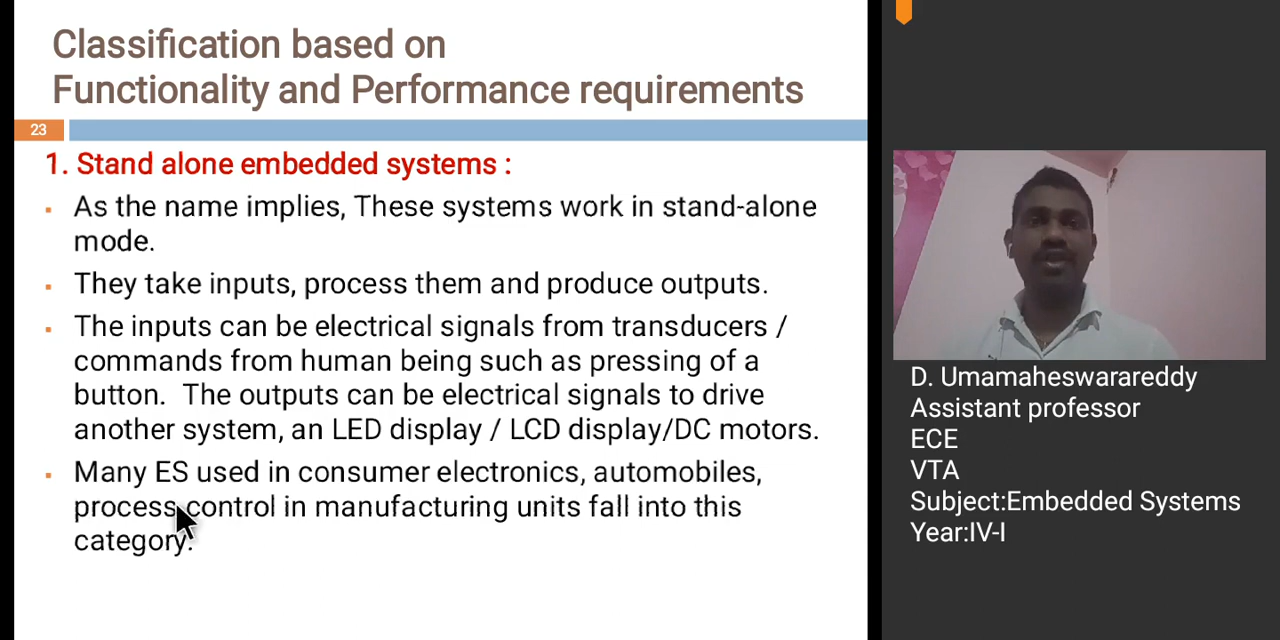 Classification based on
Functionality and Performance requirements
23
1. Stand alone embedded systems :
As the name implies, These systems work in stand-alone
mode.
They take inputs, process them and produce outputs.
The inputs can be electrical signals from transducers /
commands from human being such as pressing of a
button.  The outputs can be electrical signals to drive
another system, an LED display / LCD display/DC motors.
Many ES used in consumer electronics, automobiles,
process control in manufacturing units fall into this
category.
D. Umamaheswarareddy
Assistant professor
ECE
VTA
Subject:Embedded Systems
Year:IV-I